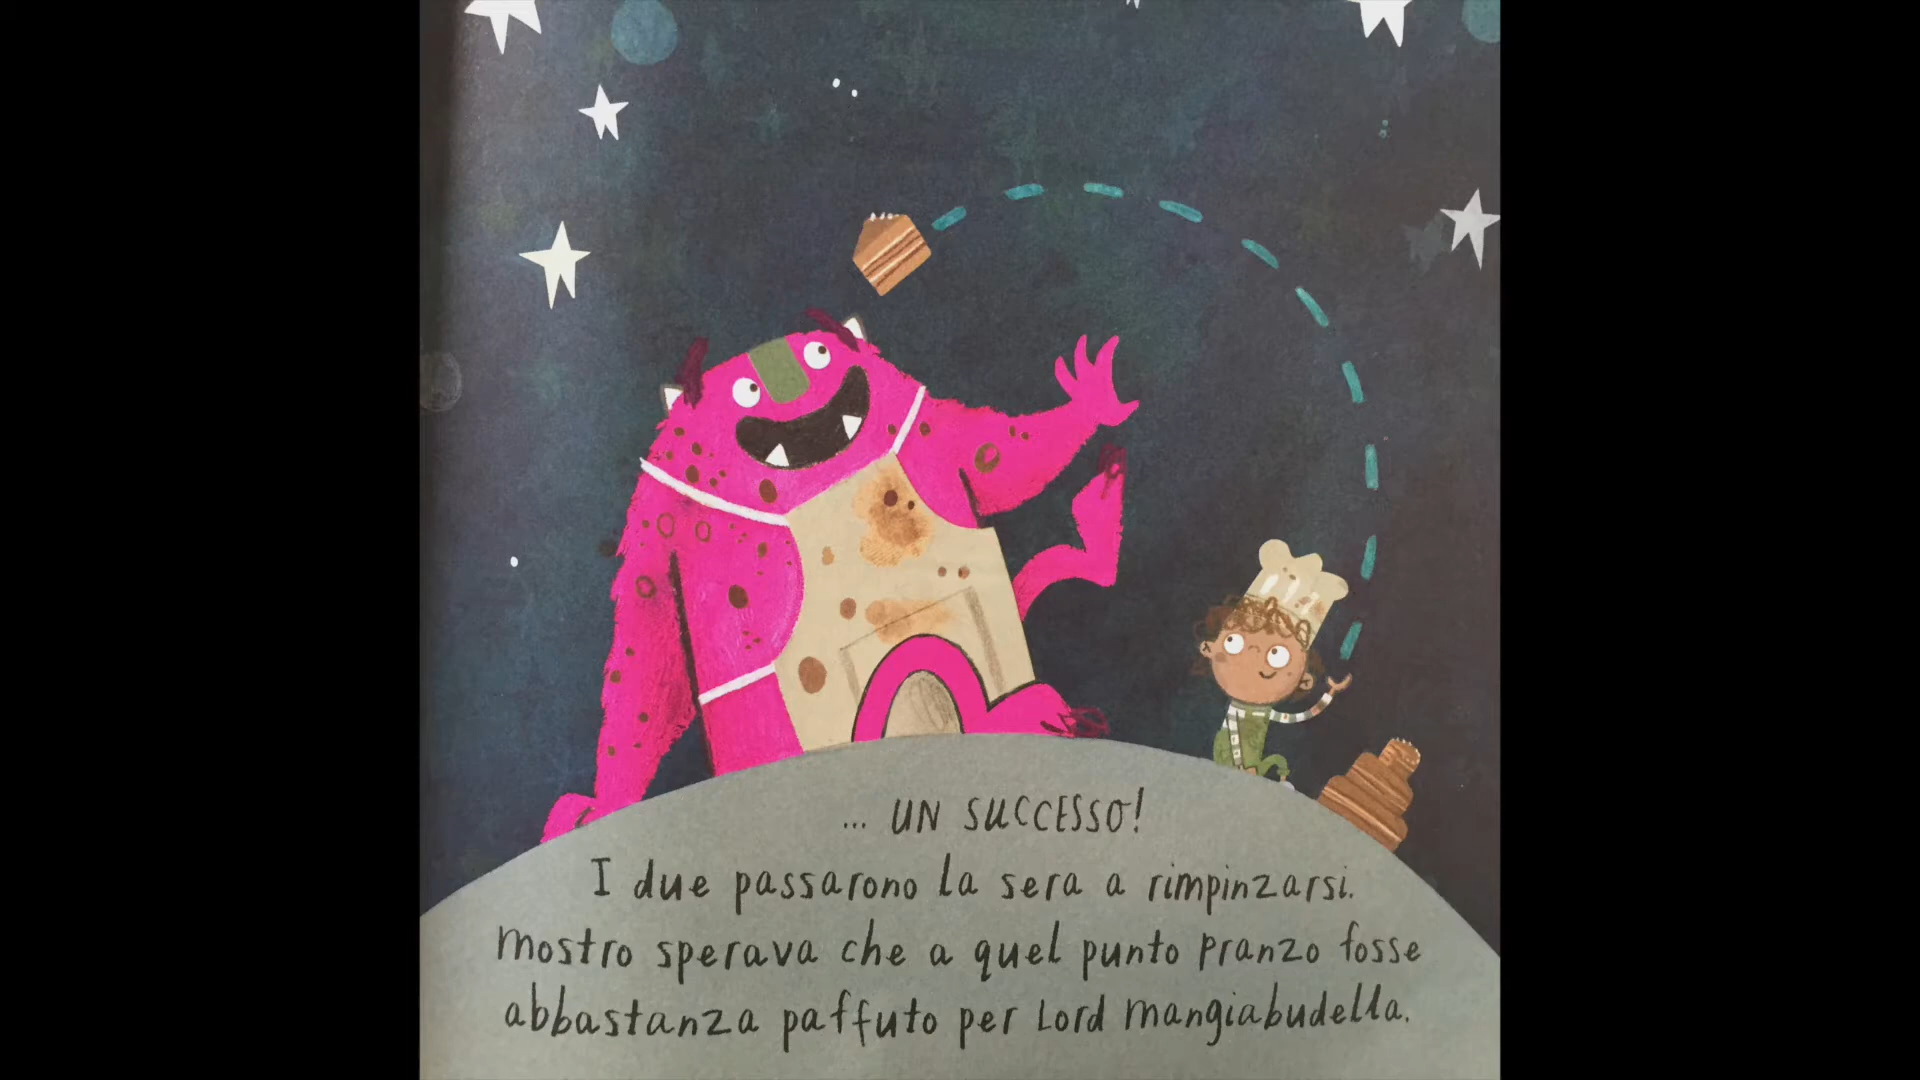 ... UN SUCCESSO!
I due passarono la sera a rimpinzarsi.
Mostro sperava che a quel punto Pranzo fosse
abbastanza paffuto per Lord Mangiabudella.